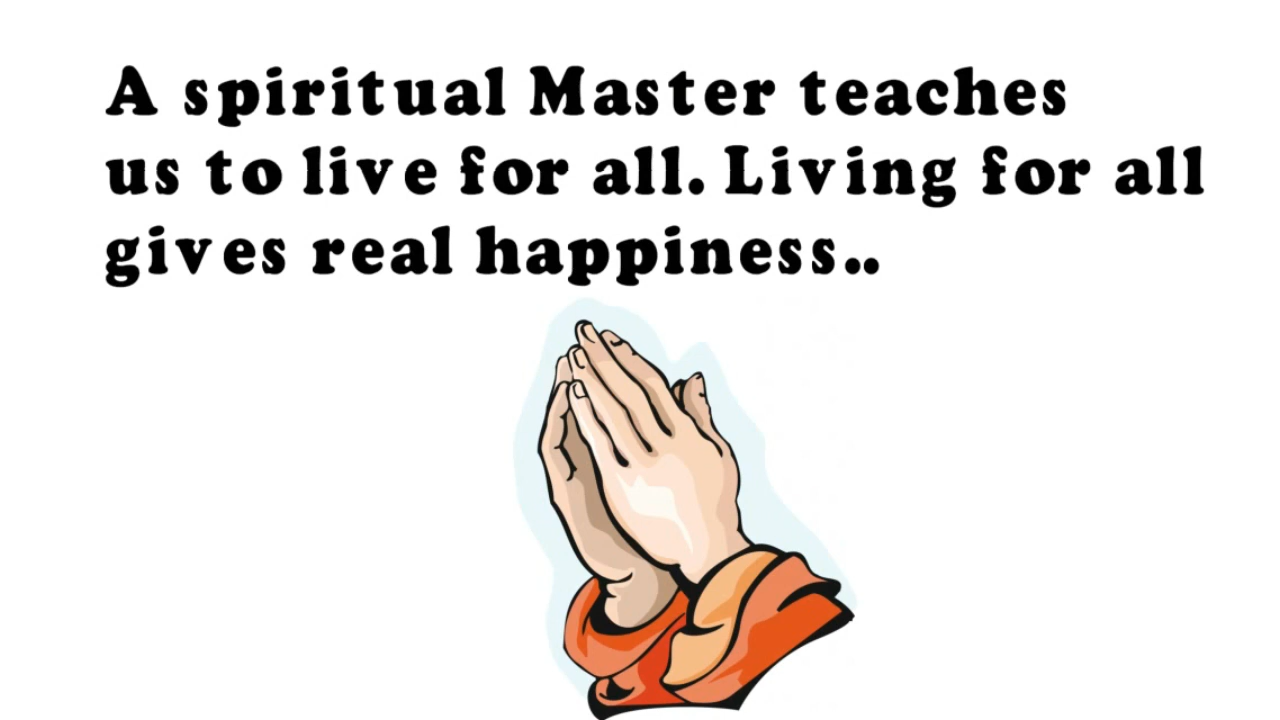 A spiritual Master teaches
us to live for all. Living for all
gives real happiness..